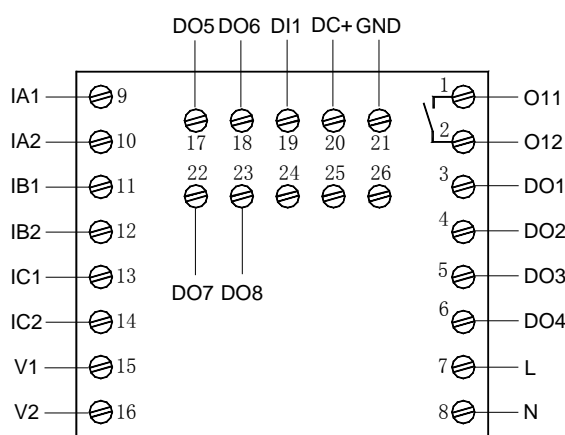 DO5 DO6 DI1 DC+ GND
IA1 9 1 O11
17 18 19 20 21
IA2 10 2 O12
22 23 24 25 26
IB1 11 3 DO1
IB2 12 4 DO2
IC1 13 5 DO3
DO7 DO8
IC2 14 6 DO4
V1 15 7 L
V2 16 8 N